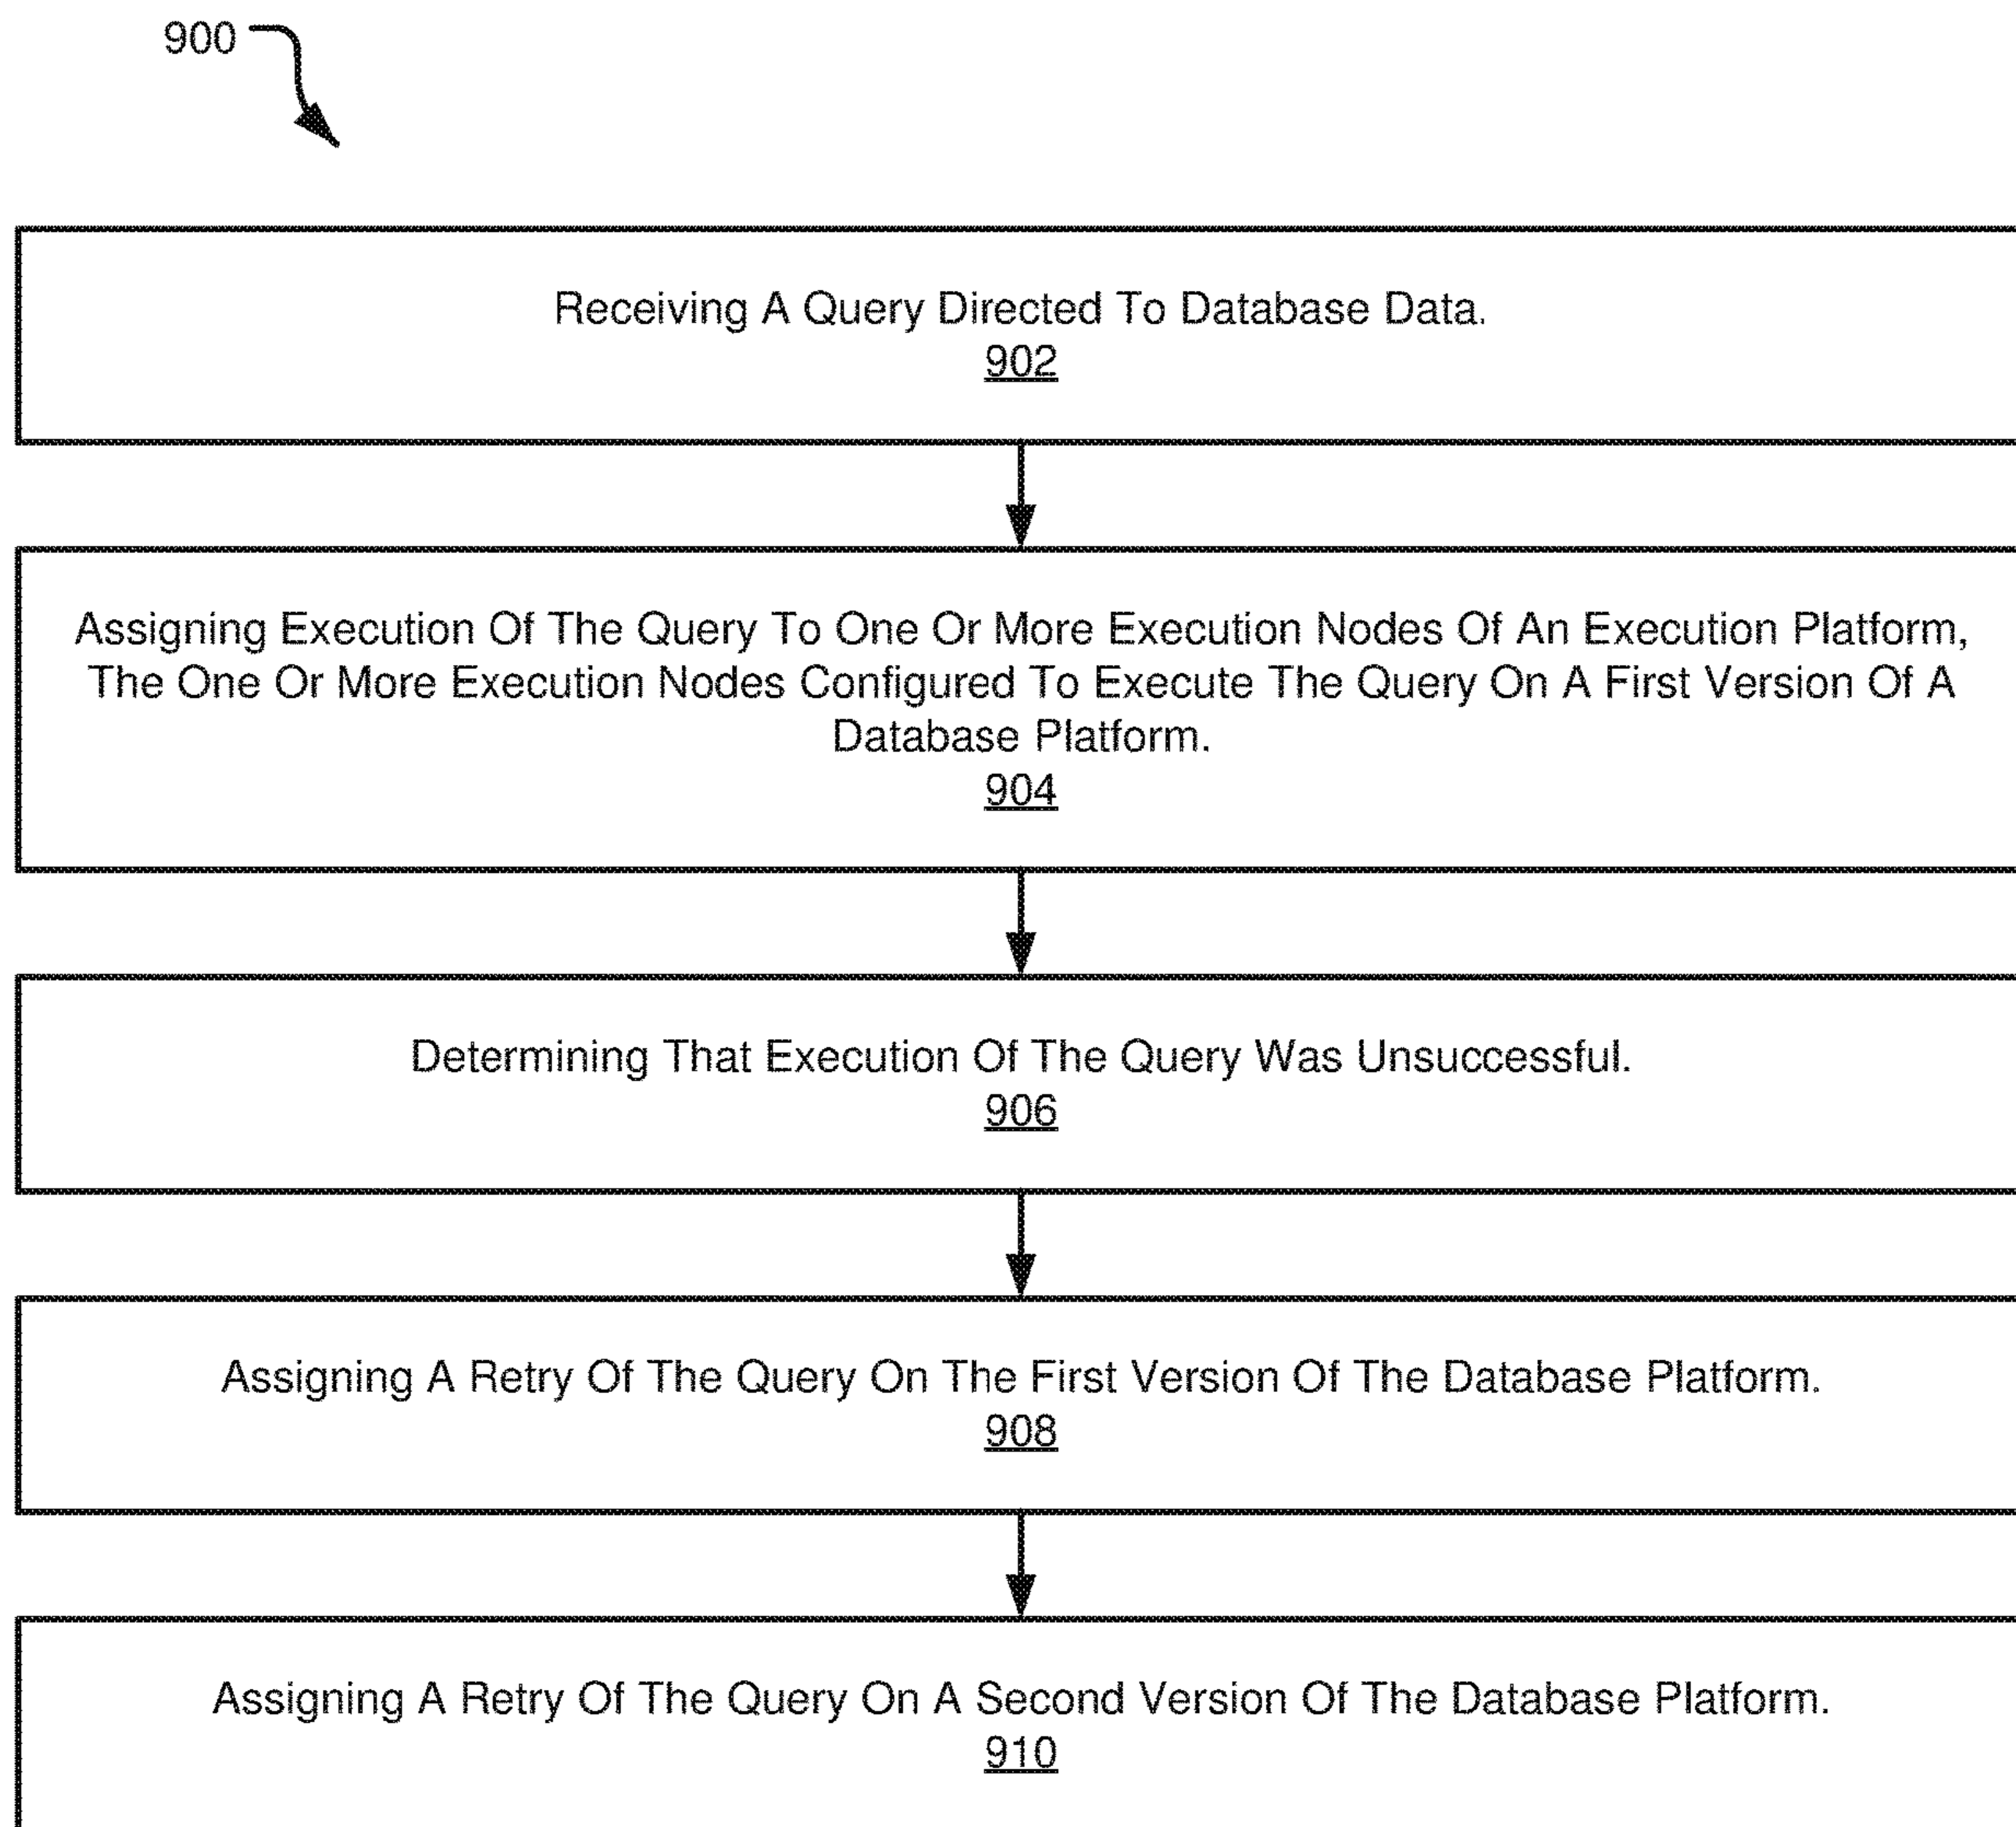 900
Receiving A Query Directed To Database Data.
902
Assigning Execution Of The Query To One Or More Execution Nodes Of An Execution Platform,
The One Or More Execution Nodes Configured To Execute The Query On A First Version Of A
Database Platform.
904
Determining That Execution Of The Query Was Unsuccessful.
906
Assigning A Retry Of The Query On The First Version Of The Database Platform.
908
Assigning A Retry Of The Query On A Second Version Of The Database Platform.
910